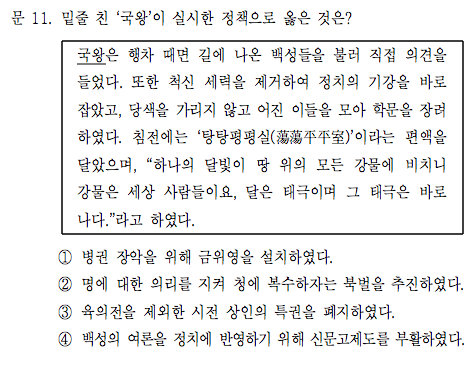 문 11. 밑줄 친 ‘국왕’이 실시한 정책으로 옳은 것은?
국왕은 행차 때면 길에 나온 백성들을 불러 직접 의견을
들었다. 또한 척신 세력을 제거하여 정치의 기강을 바로
잡았고, 당색을 가리지 않고 어진 이들을 모아 학문을 장려
하였다. 침전에는 ‘탕탕평평실(蕩蕩平平室)’이라는 편액을
달았으며, “하나의 달빛이 땅 위의 모든 강물에 비치니
강물은 세상 사람들이요, 달은 태극이며 그 태극은 바로
나다.”라고 하였다.
① 병권 장악을 위해 금위영을 설치하였다.
② 명에 대한 의리를 지켜 청에 복수하자는 북벌을 추진하였다.
③ 육의전을 제외한 시전 상인의 특권을 폐지하였다.
④ 백성의 여론을 정치에 반영하기 위해 신문고제도를 부활하였다.